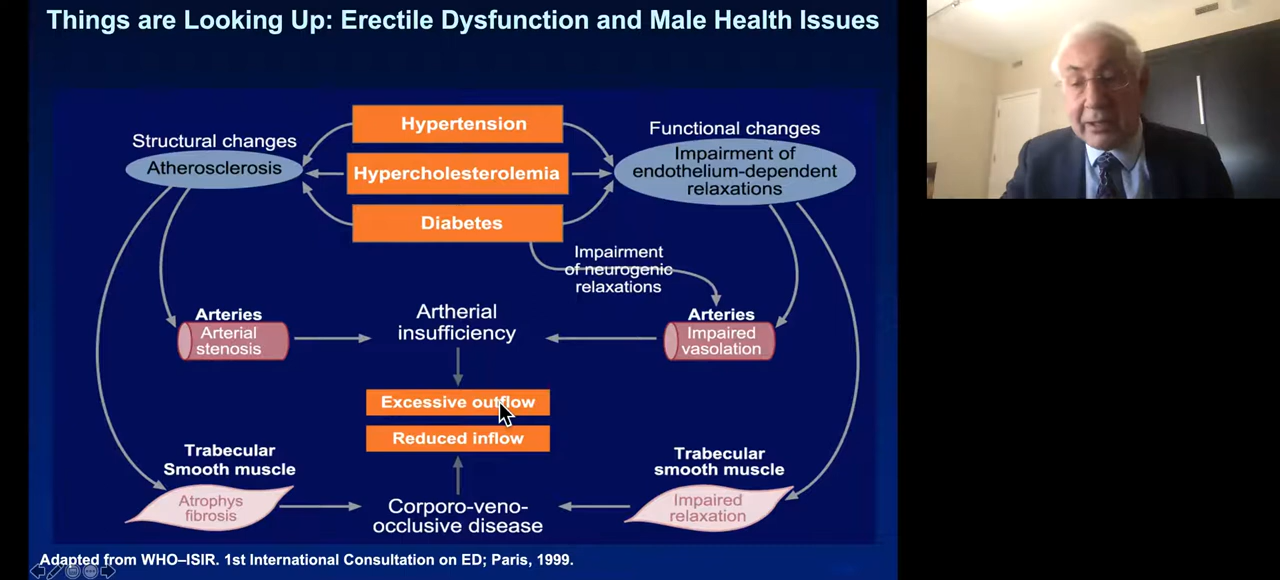 Things are Looking Up: Erectile Dysfunction and Male Health Issues
Structural changes
Atherosclerosis
Hypertension
Hypercholesterolemia
Diabetes
Functional changes
Impairment of
endothelium-dependent
relaxations
Impairment
of neurogenic
relaxations
Arteries
Arterial
stenosis
Artherial
insufficiency
Arteries
Impaired
vasolation
Excessive outflow
Reduced inflow
Trabecular
Smooth muscle
Atrophys
fibrosis
Corporo-veno-
occlusive disease
Trabecular
smooth muscle
Impaired
relaxation
Adapted from WHO–ISIR. 1st International Consultation on ED; Paris, 1999.